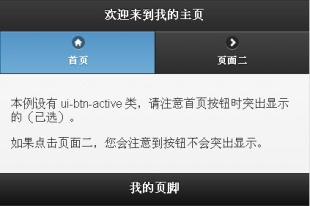 欢迎来到我的主页
首页
页面二
本例设有 ui-btn-active 类，请注意首页按钮时突出显示
的（已选）。
如果点击页面二，您会注意到按钮不会突出显示。
我的页脚